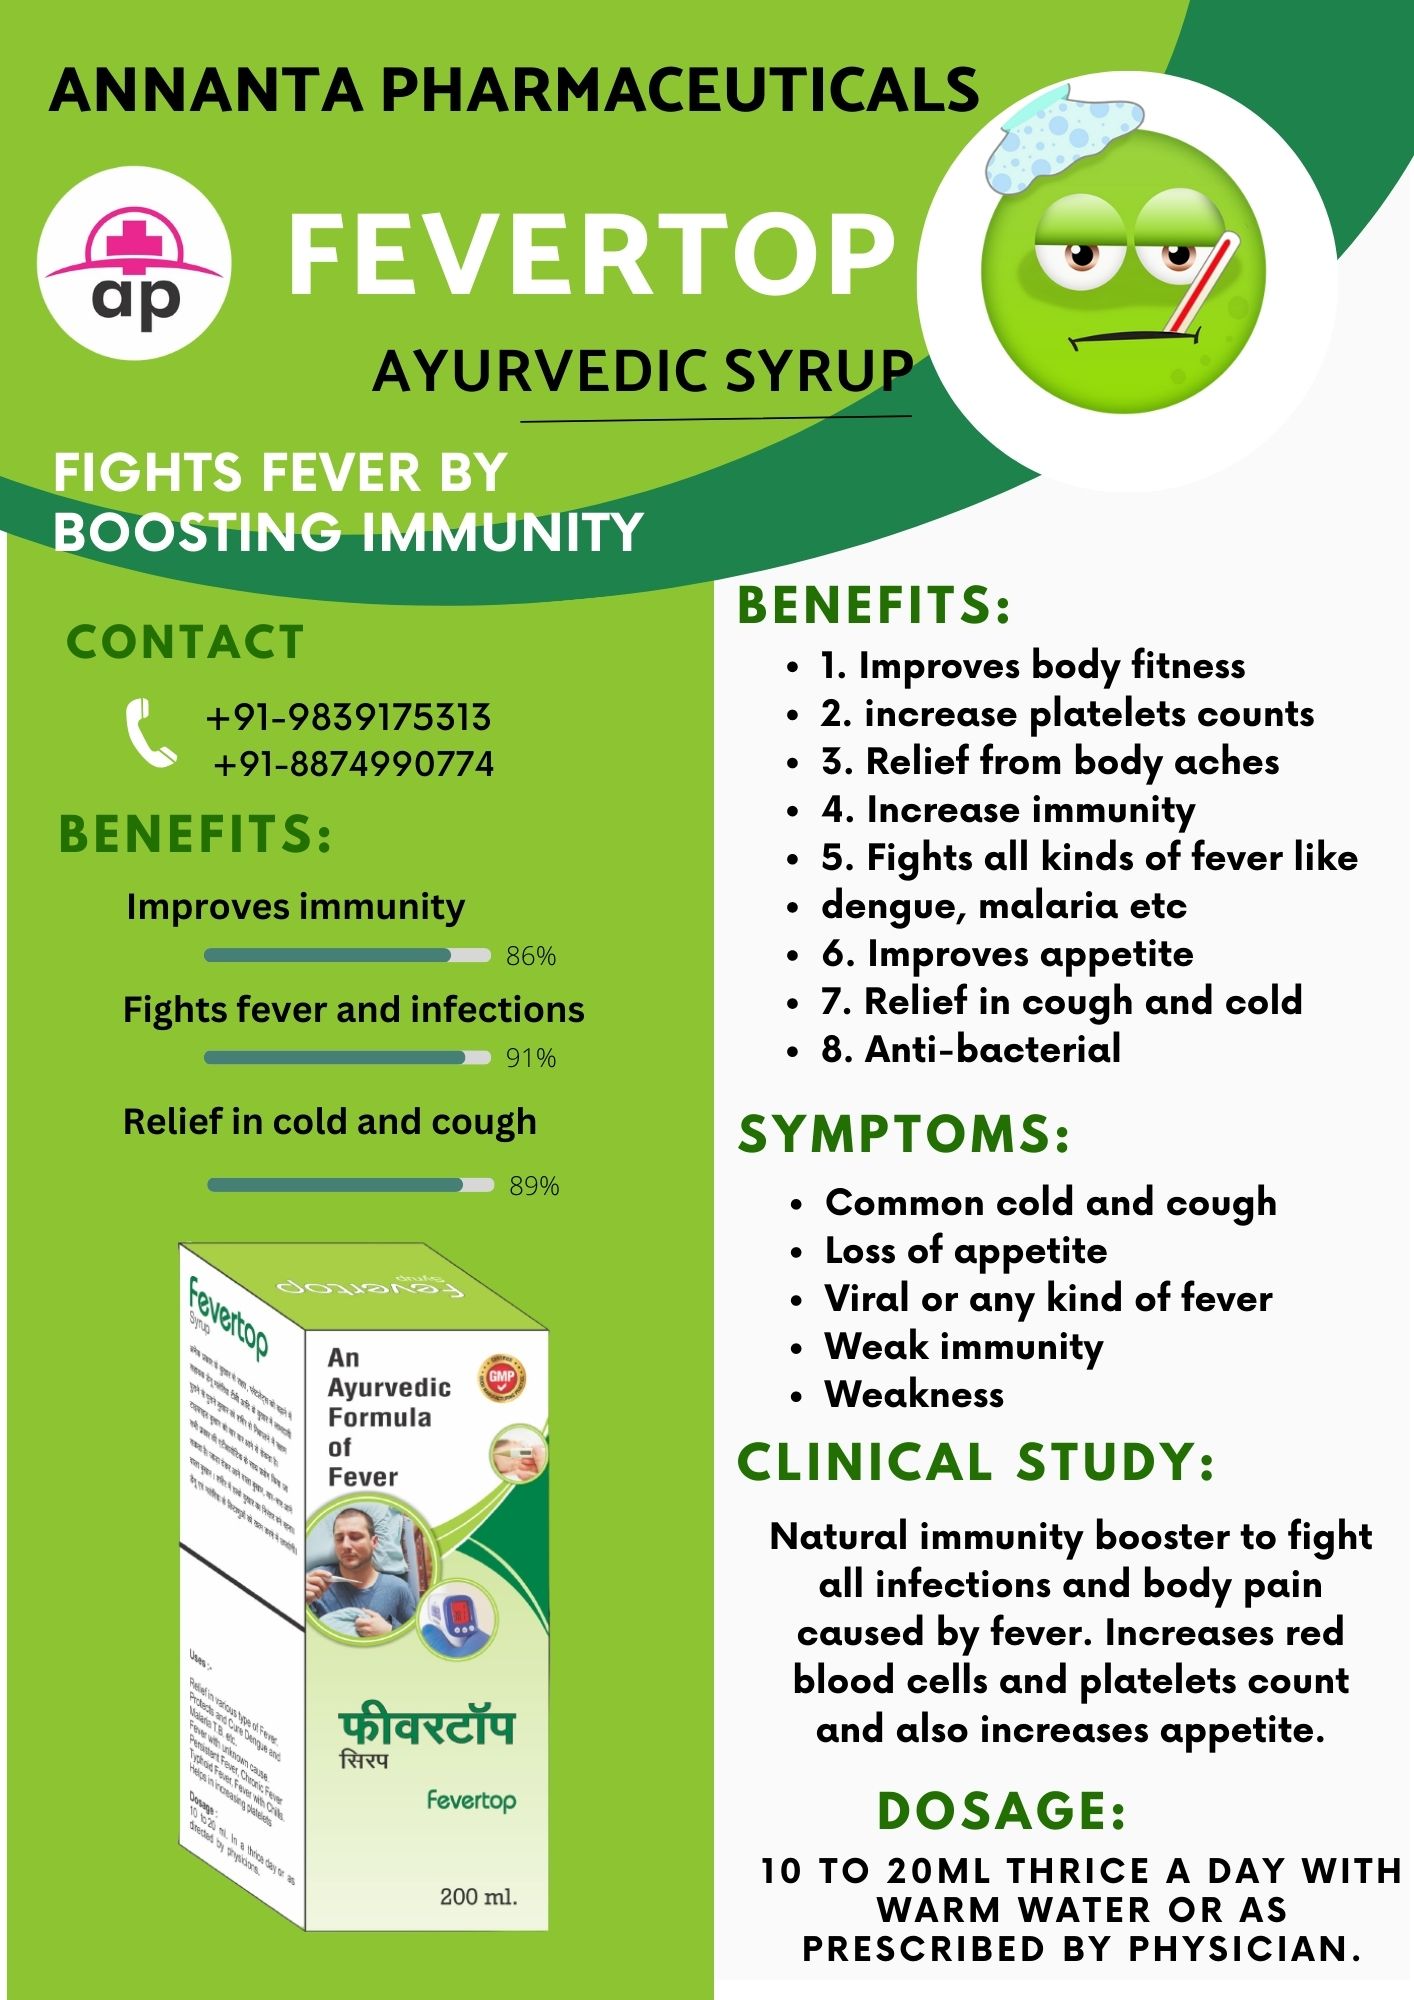 ANNANTA PHARMACEUTICALS
ap
FEVERTOP
AYURVEDIC SYRUP
FIGHTS FEVER BY
BOOSTING IMMUNITY
CONTACT
+91-9839175313
+91-8874990774
BENEFITS:
Improves immunity
86%
Fights fever and infections
91%
Relief in cold and cough
89%
Fevertop
Syrup
Fevertop
Syrup
Uses :-
Relief in various type of Fever.
Protects and Cure Dengue and
Malaria T.B. etc.
Fever with unknown cause.
Persistent Fever, Chronic Fever
Typhoid Fever, Fever with Chills.
Helps in increasing platelets
Dosage :
10 to 20 ml. In a thrice day or as
directed by physicians.
An
Ayurvedic
Formula
of
Fever
GMP
फीवरटॉप
सिरप
Fevertop
200 ml.
BENEFITS:
• 1. Improves body fitness
• 2. increase platelets counts
• 3. Relief from body aches
• 4. Increase immunity
• 5. Fights all kinds of fever like
• dengue, malaria etc
• 6. Improves appetite
• 7. Relief in cough and cold
• 8. Anti-bacterial
SYMPTOMS:
• Common cold and cough
• Loss of appetite
• Viral or any kind of fever
• Weak immunity
• Weakness
CLINICAL STUDY:
Natural immunity booster to fight
all infections and body pain
caused by fever. Increases red
blood cells and platelets count
and also increases appetite.
DOSAGE:
10 TO 20ML THRICE A DAY WITH
WARM WATER OR AS
PRESCRIBED BY PHYSICIAN.